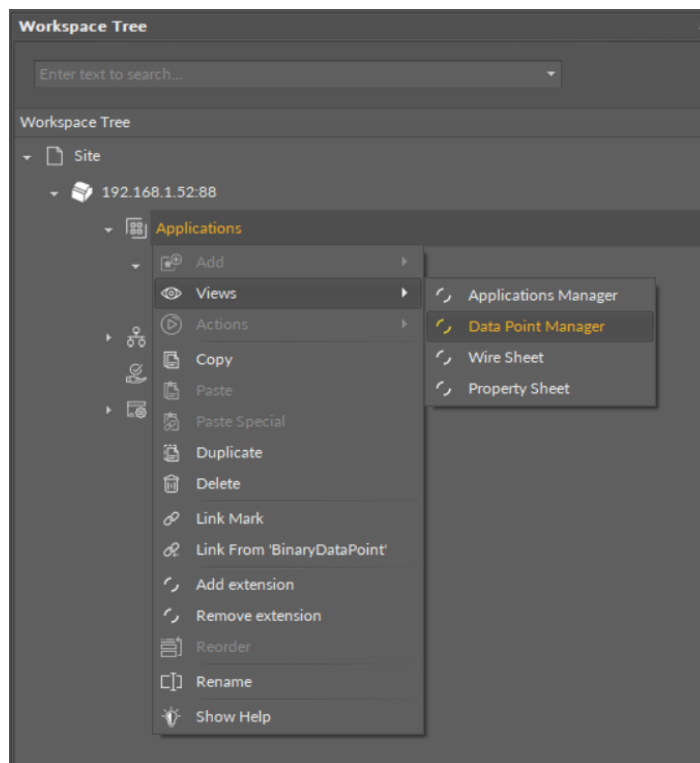 Workspace Tree
Enter text to search...
Workspace Tree
Site
192.168.1.52:88
Applications
Add
Views
Actions
Copy
Paste
Paste Special
Duplicate
Delete
Link Mark
Link From 'BinaryDataPoint'
Add extension
Remove extension
Reorder
Rename
Show Help
Applications Manager
Data Point Manager
Wire Sheet
Property Sheet